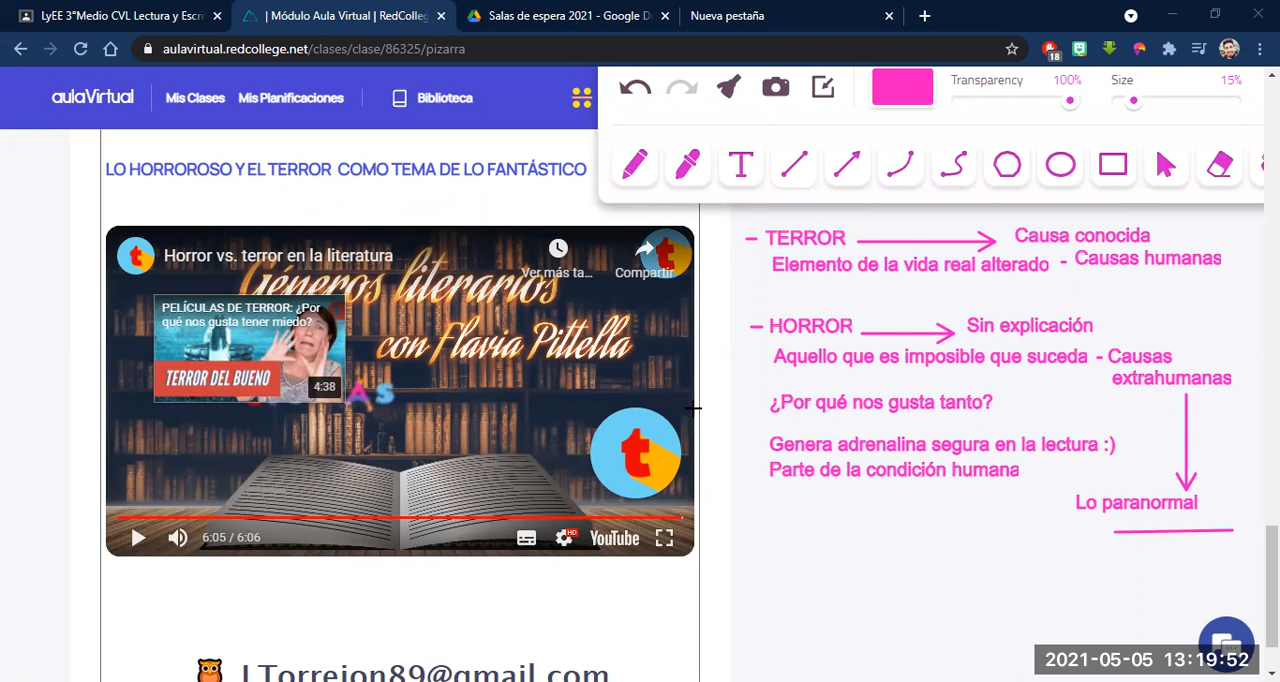 LyEE 3°Medio CVL Lectura y Escri
| Módulo Aula Virtual | RedColleg
Salas de espera 2021 - Google D
Nueva pestaña
aulavirtual.redcollege.net/clases/clase/86325/pizarra
18
aulaVirtual
Mis Clases
Mis Planificaciones
Biblioteca
Transparency
100%
Size
15%
T
LO HORROROSO Y EL TERROR COMO TEMA DE LO FANTÁSTICO
Horror vs. terror en la literatura
Ver más ta...
Compartir
Géneros literarios
con Flavia Pittella
PELÍCULAS DE TERROR: ¿Por
qué nos gusta tener miedo?
TERROR DEL BUENO
4:38
AS
t
6:05 / 6:06
HD
YouTube
– TERROR
Causa conocida
Elemento de la vida real alterado - Causas humanas
– HORROR
Sin explicación
Aquello que es imposible que suceda - Causas
extrahumanas
¿Por qué nos gusta tanto?
Genera adrenalina segura en la lectura :)
Parte de la condición humana
Lo paranormal
LTorrejon89@gmail.com
2021-05-05 13:19:52